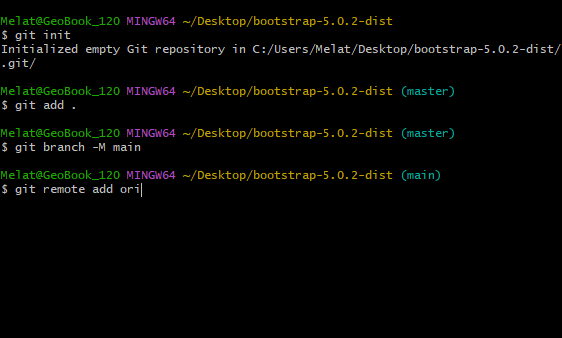 Melat@GeoBook_120 MINGW64 ~/Desktop/bootstrap-5.0.2-dist
$ git init
Initialized empty Git repository in C:/Users/Melat/Desktop/bootstrap-5.0.2-dist/
.git/
Melat@GeoBook_120 MINGW64 ~/Desktop/bootstrap-5.0.2-dist (master)
$ git add .
Melat@GeoBook_120 MINGW64 ~/Desktop/bootstrap-5.0.2-dist (master)
$ git branch -M main
Melat@GeoBook_120 MINGW64 ~/Desktop/bootstrap-5.0.2-dist (main)
$ git remote add ori